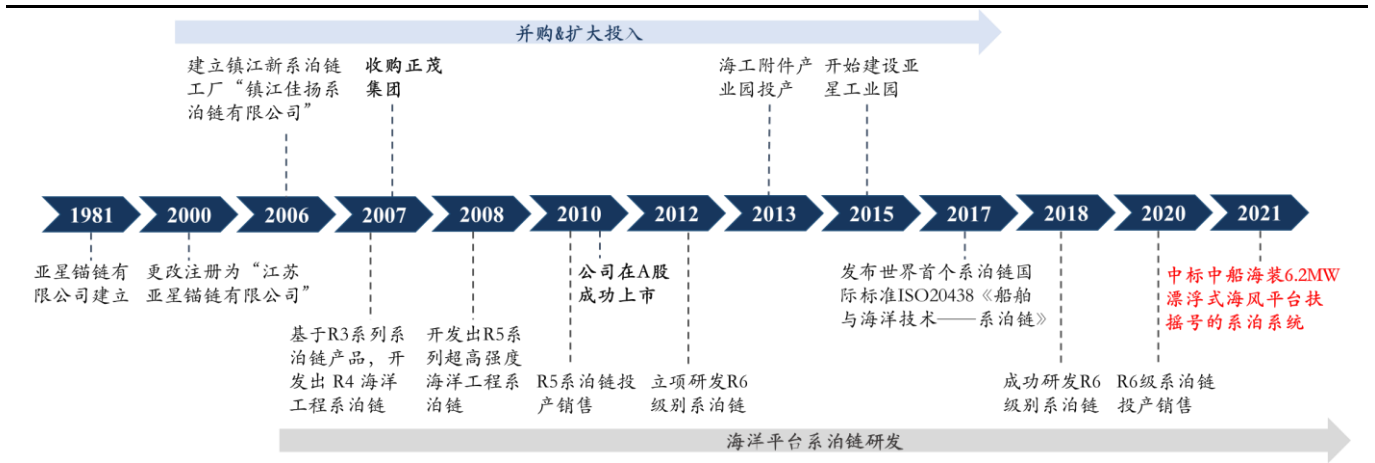 并购&扩大投入
建立镇江新系泊链
工厂“镇江佳扬系
泊链有限公司”
收购正茂
集团
海工附件产
业园投产
开始建设亚
星工业园
1981
2000
2006
2007
2008
2010
2012
2013
2015
2017
2018
2020
2021
亚星锚链有
限公司建立
更改注册为“江苏
亚星锚链有限公司”
基于R3系列系
泊链产品，开
发出 R4 海洋
工程系泊链
开发出R5系
列超高强度
海洋工程系
泊链
R5系泊链投
产销售
公司在A股
成功上市
立项研发R6
级别系泊链
发布世界首个系泊链国
际标准ISO20438《船舶
与海洋技术——系泊链》
成功研发R6
级别系泊链
R6级系泊链
投产销售
中标中船海装6.2MW
漂浮式海风平台扶
摇号的系泊系统
海洋平台系泊链研发